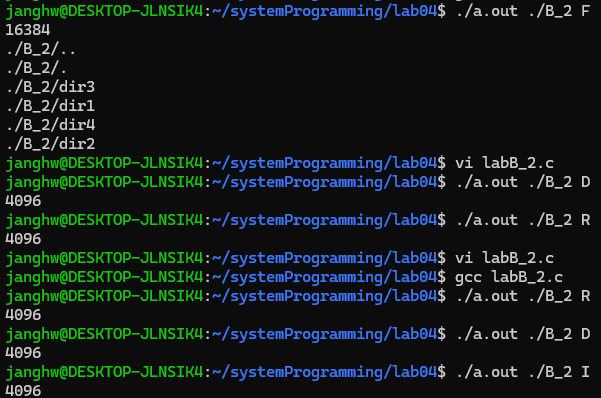 janghw@DESKTOP-JLNSIK4:~/systemProgramming/lab04$ ./a.out ./B_2 F
16384
./B_2/..
./B_2/.
./B_2/dir3
./B_2/dir1
./B_2/dir4
./B_2/dir2
janghw@DESKTOP-JLNSIK4:~/systemProgramming/lab04$ vi labB_2.c
janghw@DESKTOP-JLNSIK4:~/systemProgramming/lab04$ ./a.out ./B_2 D
4096
janghw@DESKTOP-JLNSIK4:~/systemProgramming/lab04$ ./a.out ./B_2 R
4096
janghw@DESKTOP-JLNSIK4:~/systemProgramming/lab04$ vi labB_2.c
janghw@DESKTOP-JLNSIK4:~/systemProgramming/lab04$ gcc labB_2.c
janghw@DESKTOP-JLNSIK4:~/systemProgramming/lab04$ ./a.out ./B_2 R
4096
janghw@DESKTOP-JLNSIK4:~/systemProgramming/lab04$ ./a.out ./B_2 D
4096
janghw@DESKTOP-JLNSIK4:~/systemProgramming/lab04$ ./a.out ./B_2 I
4096